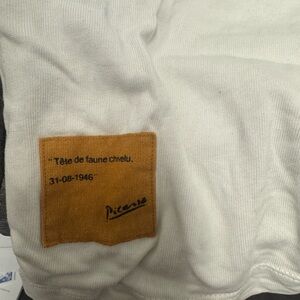 "Tête de faune chvelu.
31-08-1946"
Picasso